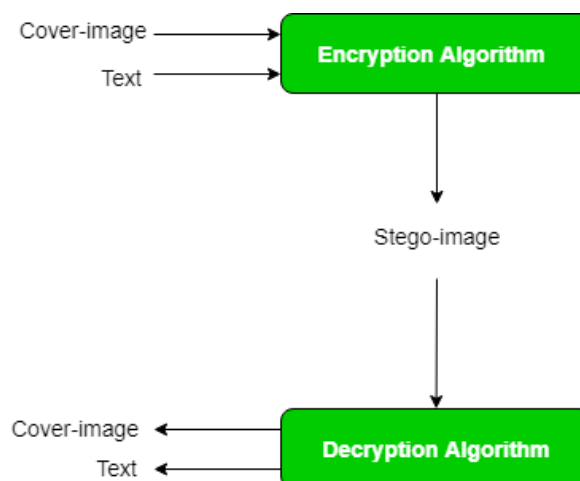 Cover-image
Encryption Algorithm
Text
Stego-image
Cover-image
Decryption Algorithm
Text